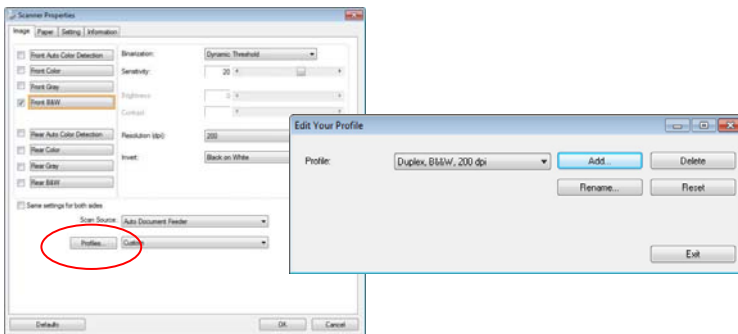 Scanner Properties
Image Paper Setting Information
Front Auto Color Detection
Front Color
Front Gray
Front B&W
Rear Auto Color Detection
Rear Color
Rear Gray
Rear B&W
Binarization: Dynamic Threshold
Sensitivity: 20
Brightness: 0
Contrast:
Resolution (dpi): 200
Invert: Black on White
Same settings for both sides
Scan Source: Auto Document Feeder
Profiles... Custom
Defaults OK Cancel
Edit Your Profile
Profile: Duplex, B&W, 200 dpi Add... Delete
Rename... Reset
Exit